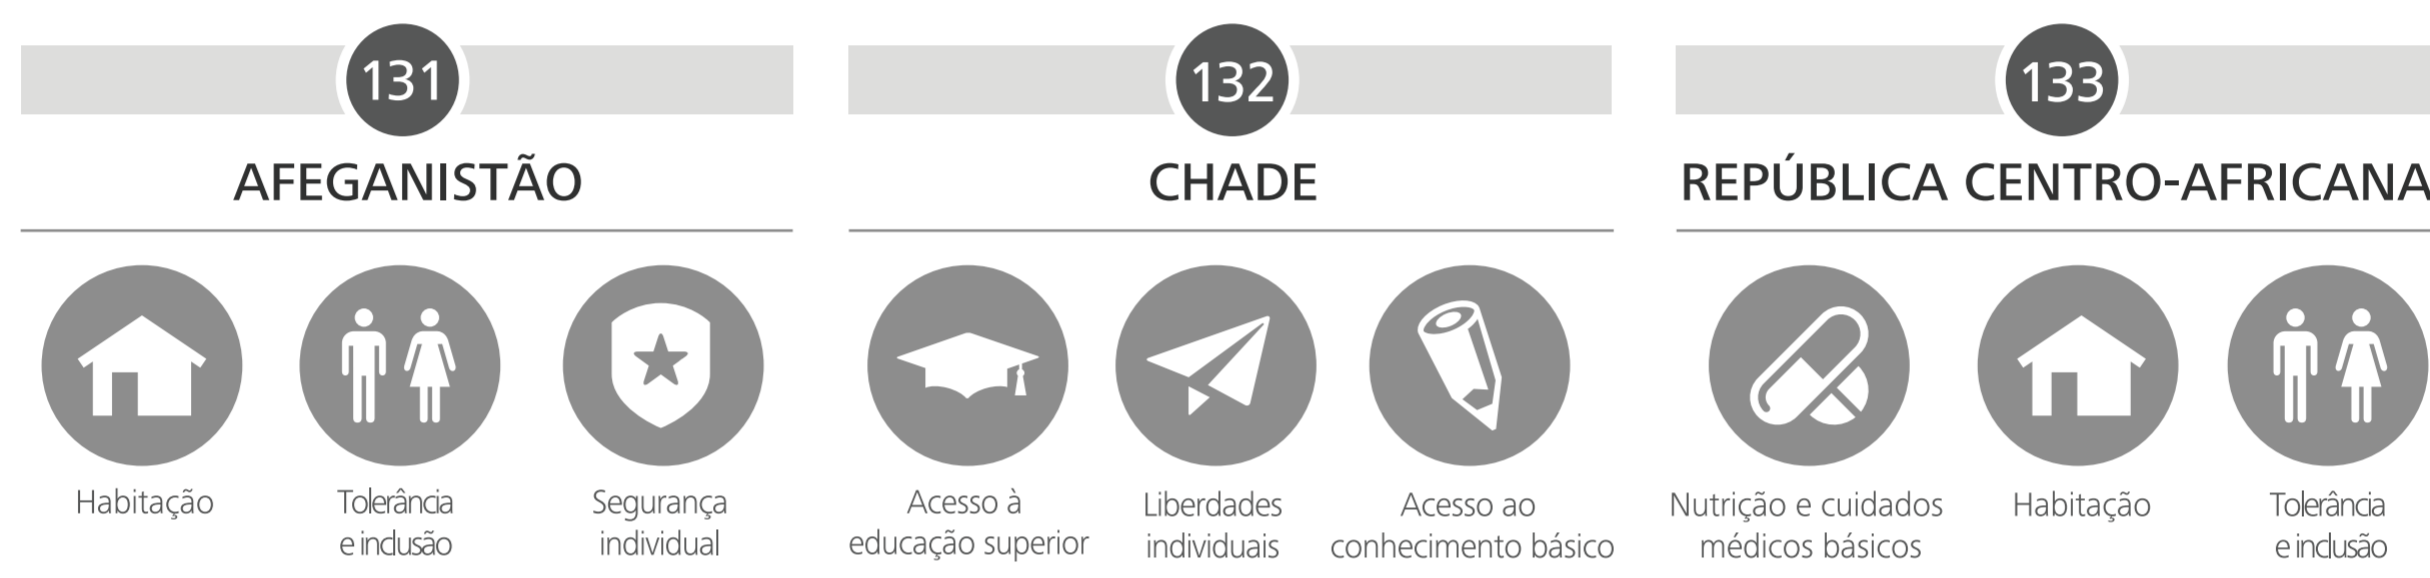 131
AFEGANISTÃO
Habitação
Tolerância
e inclusão
Segurança
individual
132
CHADE
Acesso à
educação superior
Liberdades
individuais
Acesso ao
conhecimento básico
133
REPÚBLICA CENTRO-AFRICANA
Nutrição e cuidados
médicos básicos
Habitação
Tolerância
e inclusão